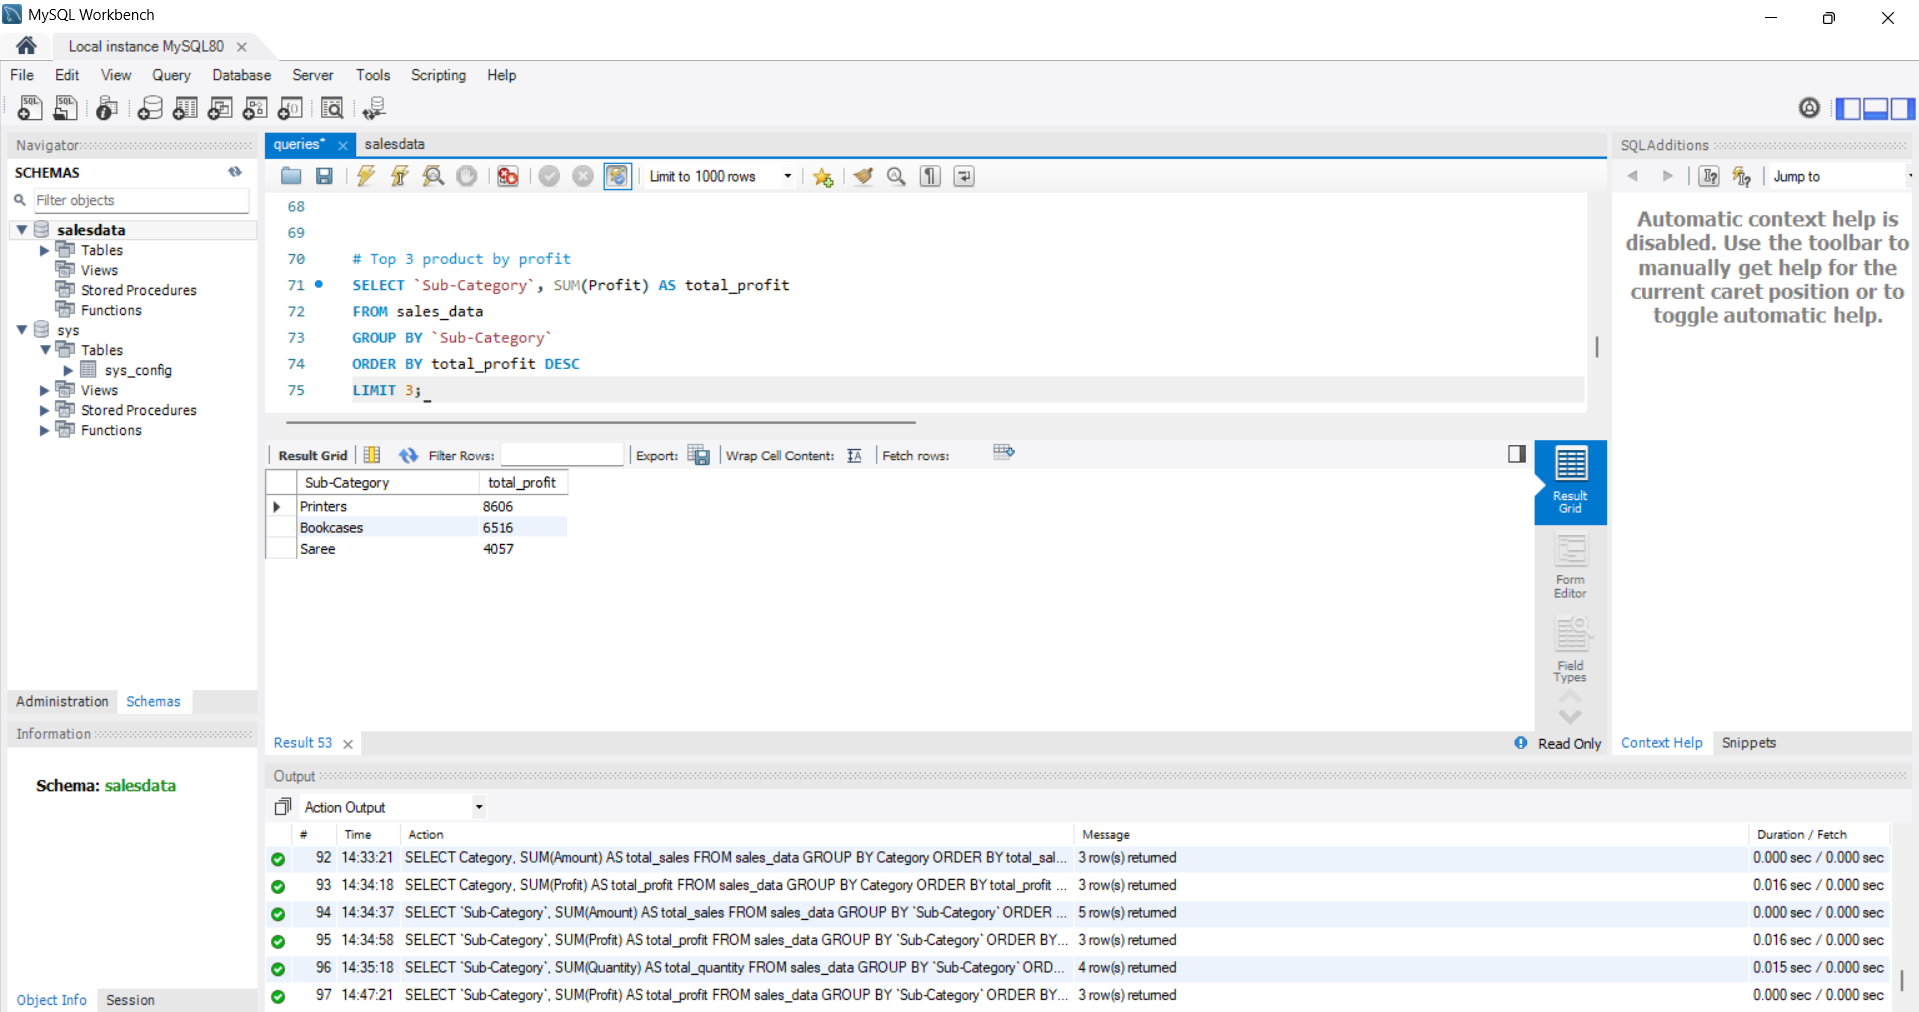 MySQL Workbench
Local instance MySQL80
File Edit View Query Database Server Tools Scripting Help
Navigator
SCHEMAS
Filter objects
salesdata
Tables
Views
Stored Procedures
Functions
sys
Tables
sys_config
Views
Stored Procedures
Functions
Administration Schemas
Information
Schema: salesdata
Object Info Session
queries* salesdata
Limit to 1000 rows
68
69
70 # Top 3 product by profit
71 SELECT `Sub-Category`, SUM(Profit) AS total_profit
72 FROM sales_data
73 GROUP BY `Sub-Category`
74 ORDER BY total_profit DESC
75 LIMIT 3;
Result Grid Filter Rows: Export: Wrap Cell Content: Fetch rows:
Sub-Category total_profit
Printers 8606
Bookcases 6516
Saree 4057
Result Grid
Form Editor
Field Types
Result 53 Read Only
SQLAdditions
Jump to
Automatic context help is
disabled. Use the toolbar to
manually get help for the
current caret position or to
toggle automatic help.
Context Help Snippets
Output
Action Output
# Time Action Message Duration / Fetch
92 14:33:21 SELECT Category, SUM(Amount) AS total_sales FROM sales_data GROUP BY Category ORDER BY total_sal... 3 row(s) returned 0.000 sec / 0.000 sec
93 14:34:18 SELECT Category, SUM(Profit) AS total_profit FROM sales_data GROUP BY Category ORDER BY total_profit ... 3 row(s) returned 0.016 sec / 0.000 sec
94 14:34:37 SELECT `Sub-Category`, SUM(Amount) AS total_sales FROM sales_data GROUP BY `Sub-Category` ORDER ... 5 row(s) returned 0.000 sec / 0.000 sec
95 14:34:58 SELECT `Sub-Category`, SUM(Profit) AS total_profit FROM sales_data GROUP BY `Sub-Category` ORDER BY... 3 row(s) returned 0.016 sec / 0.000 sec
96 14:35:18 SELECT `Sub-Category`, SUM(Quantity) AS total_quantity FROM sales_data GROUP BY `Sub-Category` ORD... 4 row(s) returned 0.015 sec / 0.000 sec
97 14:47:21 SELECT `Sub-Category`, SUM(Profit) AS total_profit FROM sales_data GROUP BY `Sub-Category` ORDER BY... 3 row(s) returned 0.000 sec / 0.000 sec